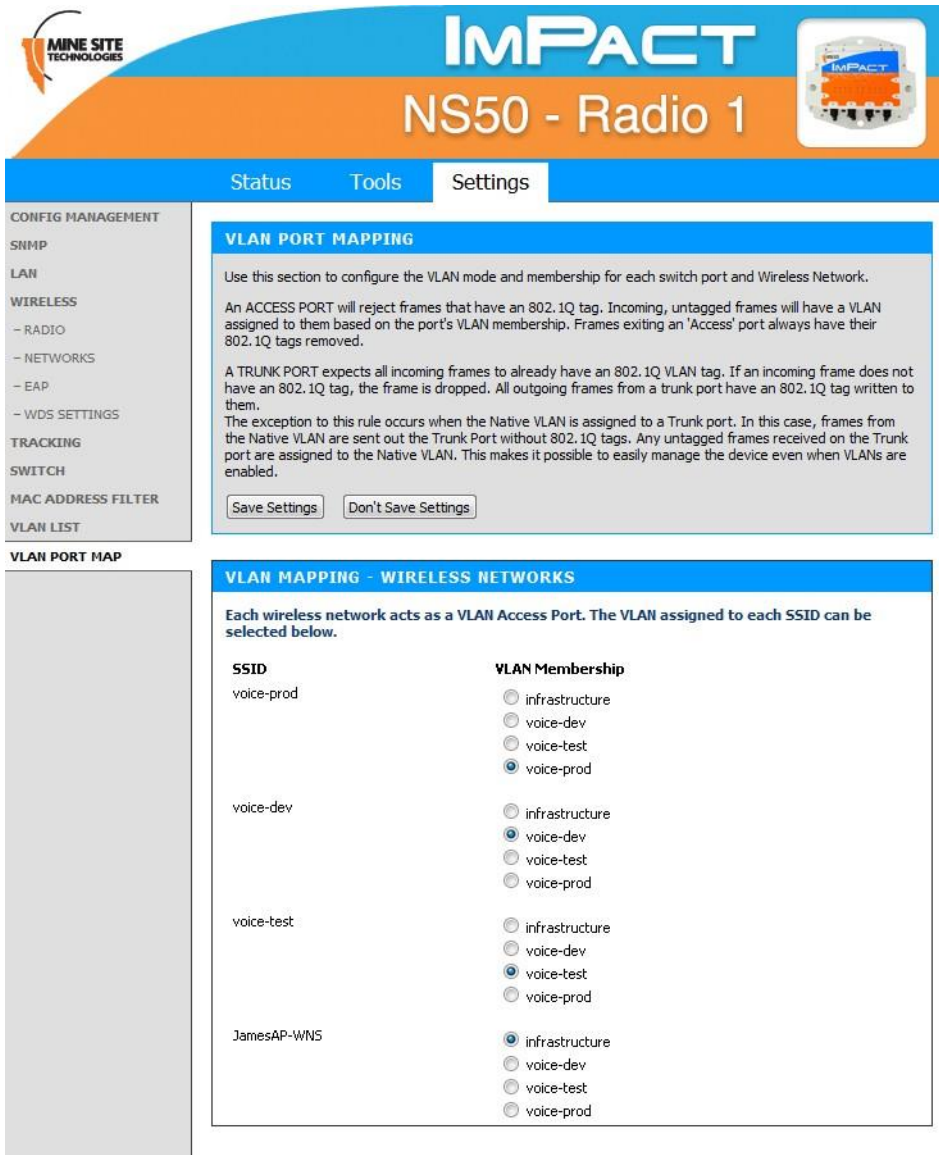 MINE SITE
TECHNOLOGIES
IMPACT
NS50 - Radio 1
IMPACT
Status Tools Settings
CONFIG MANAGEMENT
SNMP
LAN
WIRELESS
– RADIO
– NETWORKS
– EAP
– WDS SETTINGS
TRACKING
SWITCH
MAC ADDRESS FILTER
VLAN LIST
VLAN PORT MAP
VLAN PORT MAPPING
Use this section to configure the VLAN mode and membership for each switch port and Wireless Network.
An ACCESS PORT will reject frames that have an 802.1Q tag. Incoming, untagged frames will have a VLAN
assigned to them based on the port's VLAN membership. Frames exiting an 'Access' port always have their
802.1Q tags removed.
A TRUNK PORT expects all incoming frames to already have an 802.1Q VLAN tag. If an incoming frame does not
have an 802.1Q tag, the frame is dropped. All outgoing frames from a trunk port have an 802.1Q tag written to
them.
The exception to this rule occurs when the Native VLAN is assigned to a Trunk port. In this case, frames from
the Native VLAN are sent out the Trunk Port without 802.1Q tags. Any untagged frames received on the Trunk
port are assigned to the Native VLAN. This makes it possible to easily manage the device even when VLANs are
enabled.
Save Settings Don't Save Settings
VLAN MAPPING - WIRELESS NETWORKS
Each wireless network acts as a VLAN Access Port. The VLAN assigned to each SSID can be
selected below.
SSID VLAN Membership
voice-prod infrastructure
voice-dev
voice-test
voice-prod
voice-dev infrastructure
voice-dev
voice-test
voice-prod
voice-test infrastructure
voice-dev
voice-test
voice-prod
JamesAP-WNS infrastructure
voice-dev
voice-test
voice-prod